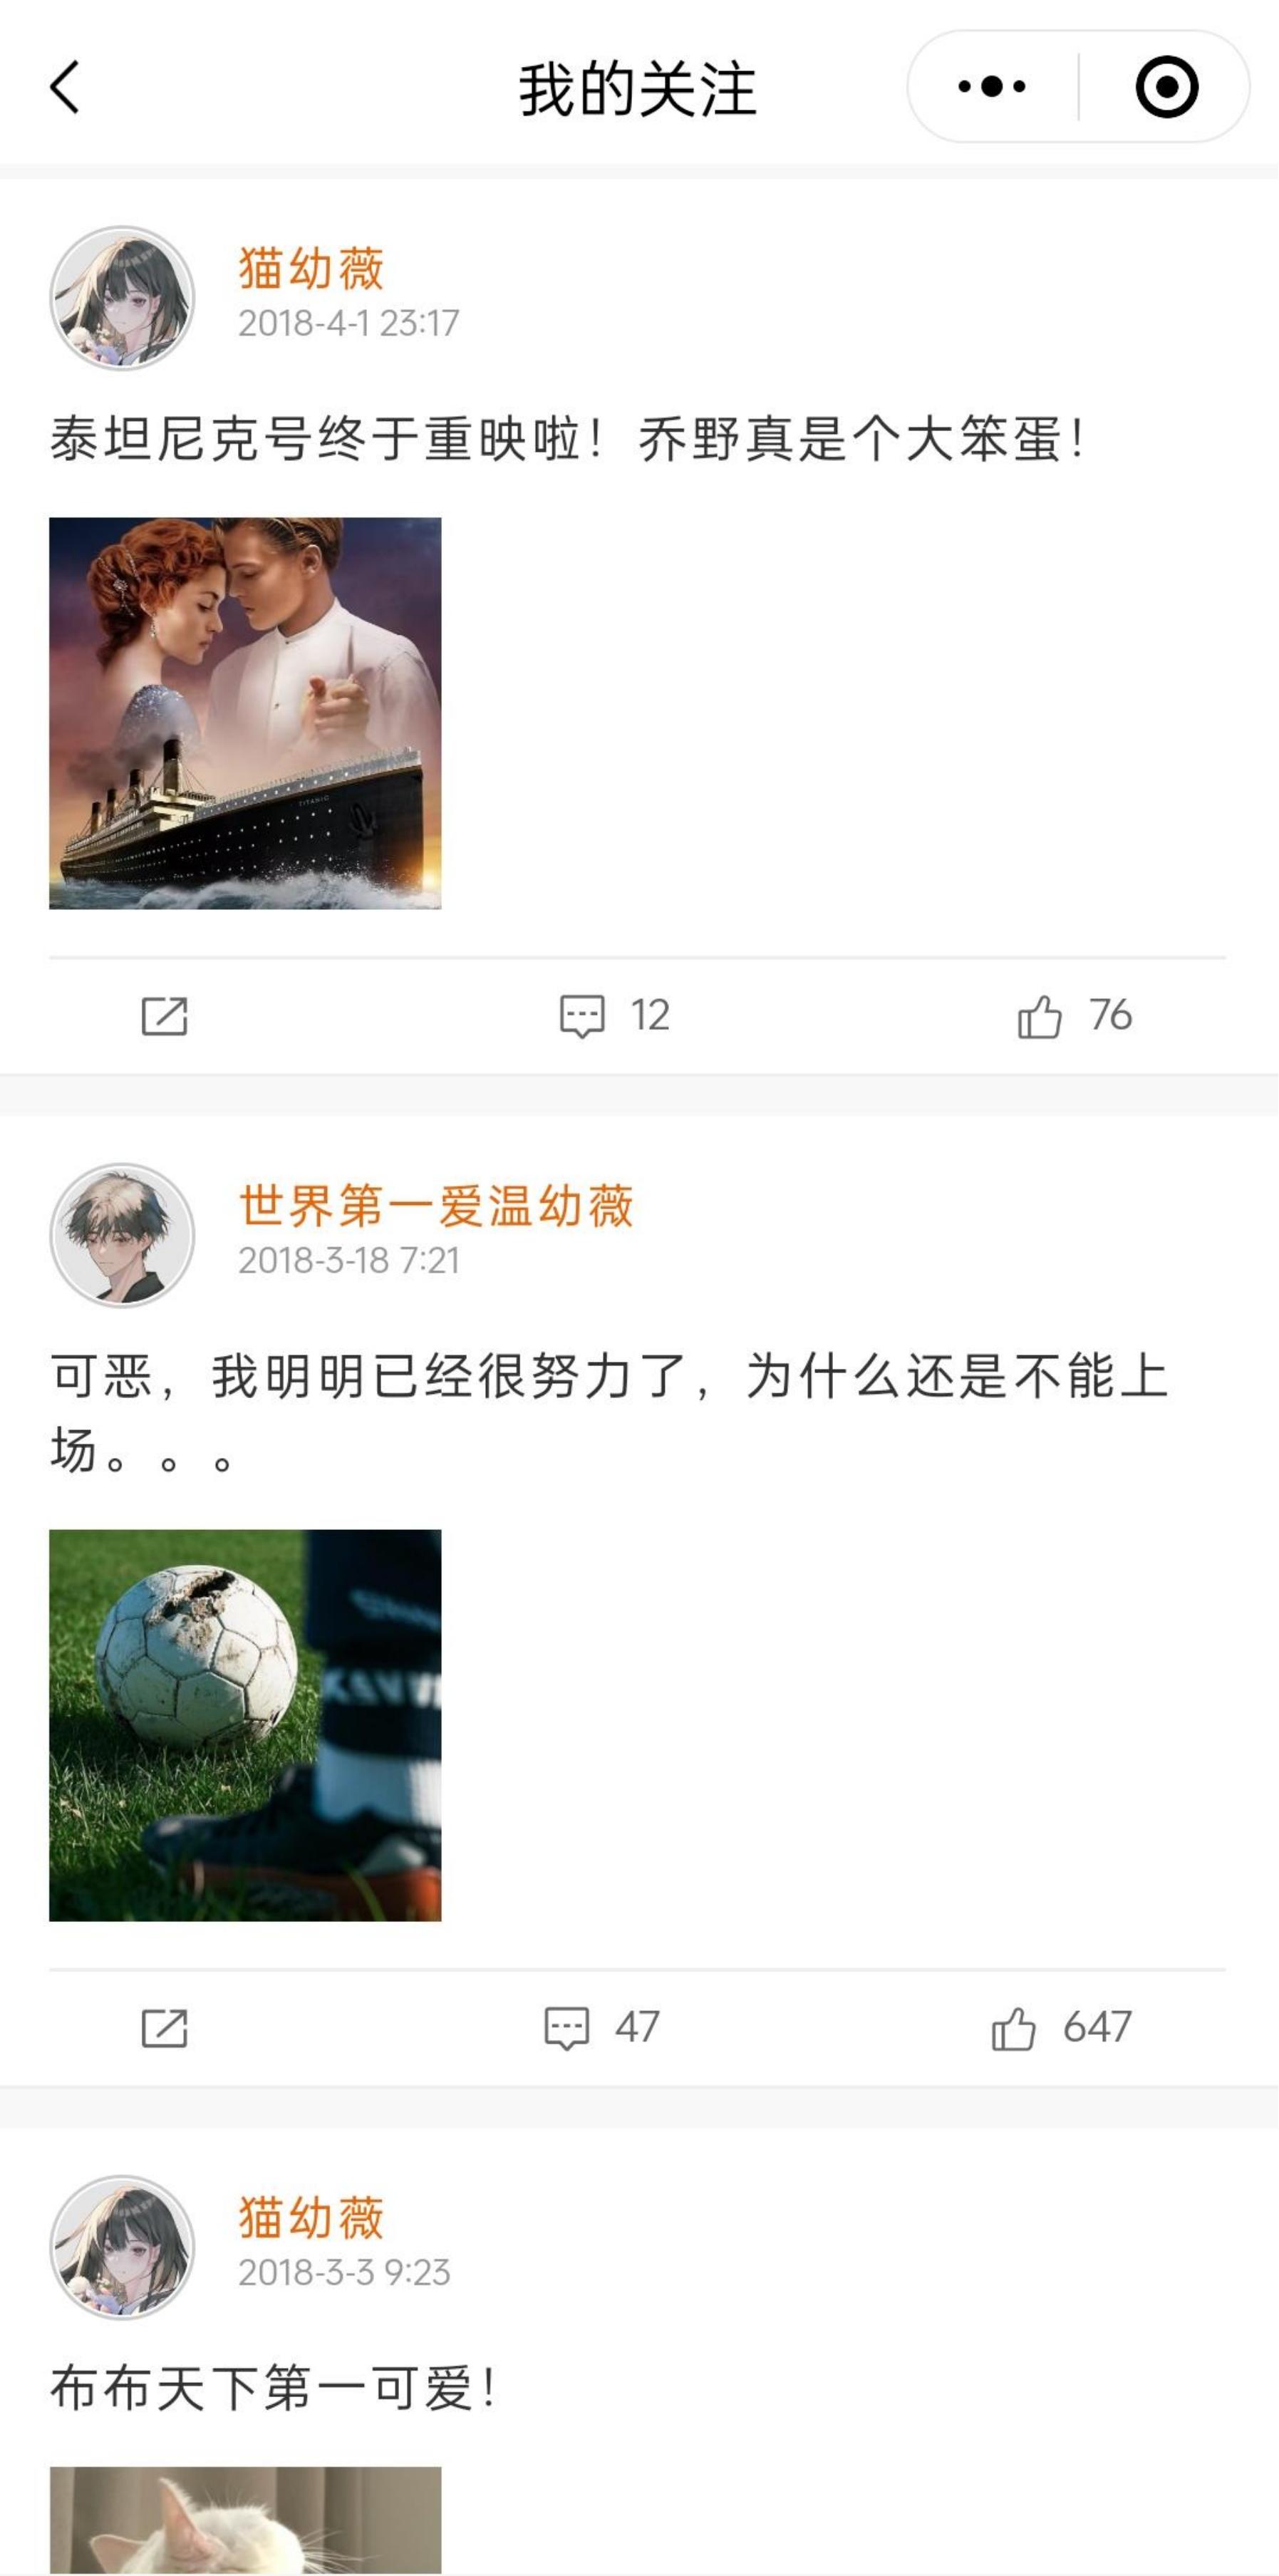 我的关注
猫幼薇
2018-4-1 23:17
泰坦尼克号终于重映啦！乔野真是个大笨蛋！
TITANIC
12
76
世界第一爱温幼薇
2018-3-18 7:21
可恶，我明明已经很努力了，为什么还是不能上
场。。。
47
647
猫幼薇
2018-3-3 9:23
布布天下第一可爱！